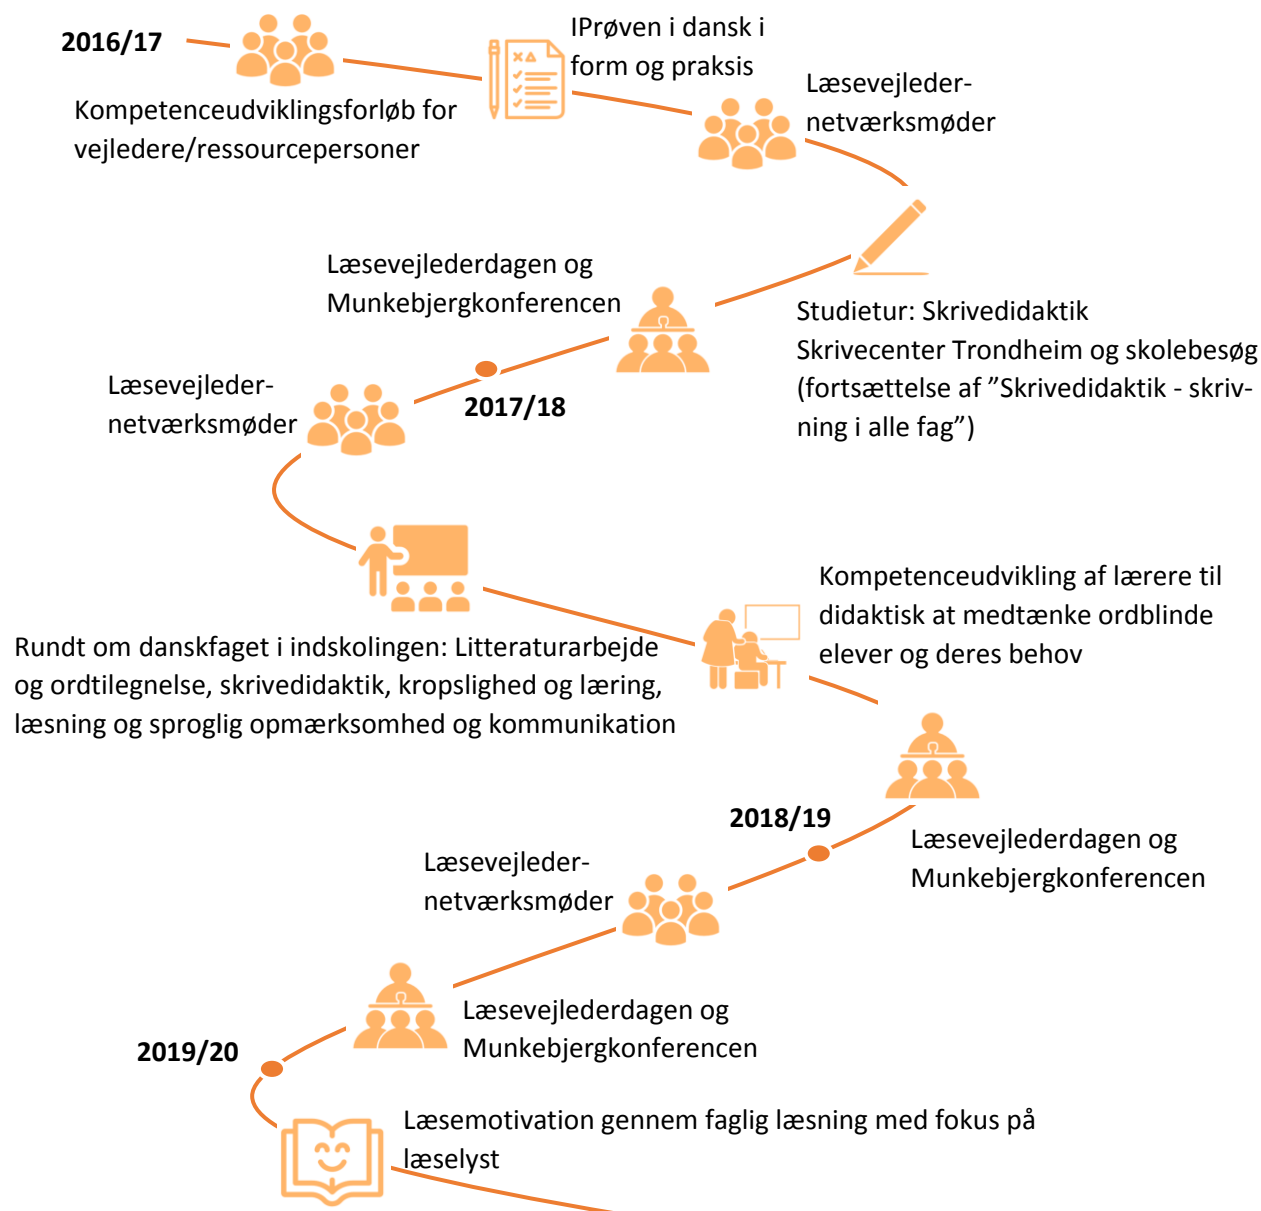 2016/17
Kompetenceudviklingsforløb for
vejledere/ressourcepersoner
IPrøven i dansk i
form og praksis
Læsevejleder-
netværksmøder
Studietur: Skrivedidaktik
Skrivecenter Trondheim og skolebesøg
(fortsættelse af ”Skrivedidaktik - skriv-
ning i alle fag”)
Læsevejlederdagen og
Munkebjergkonferencen
2017/18
Læsevejleder-
netværksmøder
Rundt om danskfaget i indskolingen: Litteraturarbejde
og ordtilegnelse, skrivedidaktik, kropslighed og læring,
læsning og sproglig opmærksomhed og kommunikation
Kompetenceudvikling af lærere til
didaktisk at medtænke ordblinde
elever og deres behov
Læsevejlederdagen og
Munkebjergkonferencen
2018/19
Læsevejleder-
netværksmøder
Læsevejlederdagen og
Munkebjergkonferencen
2019/20
Læsemotivation gennem faglig læsning med fokus på
læselyst